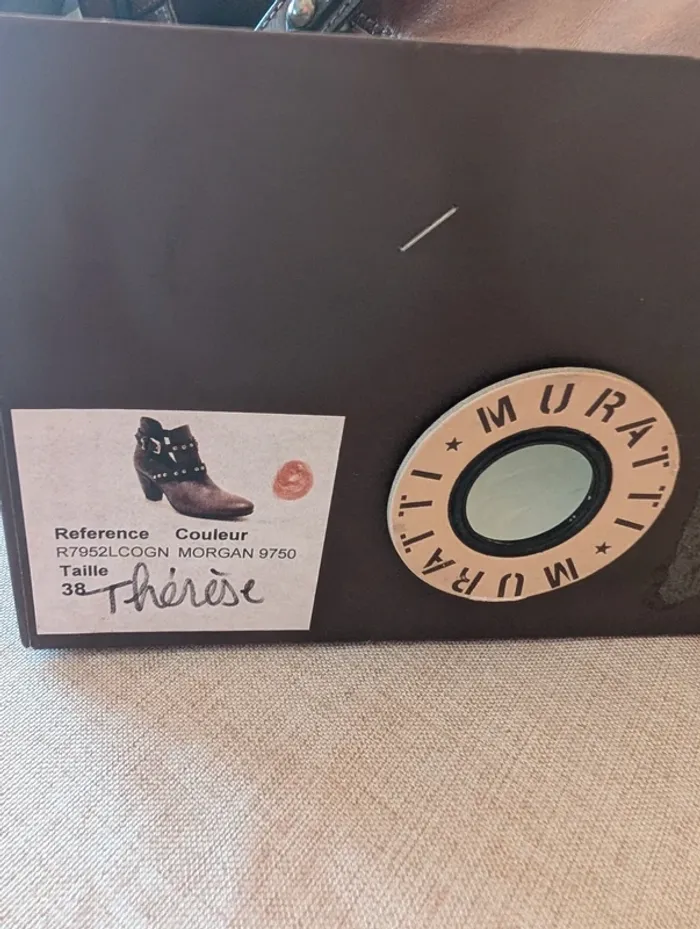 MURATTI ★ MURATTI ★
Reference Couleur
R7952LCOGN MORGAN 9750
Taille
38 Thérèse